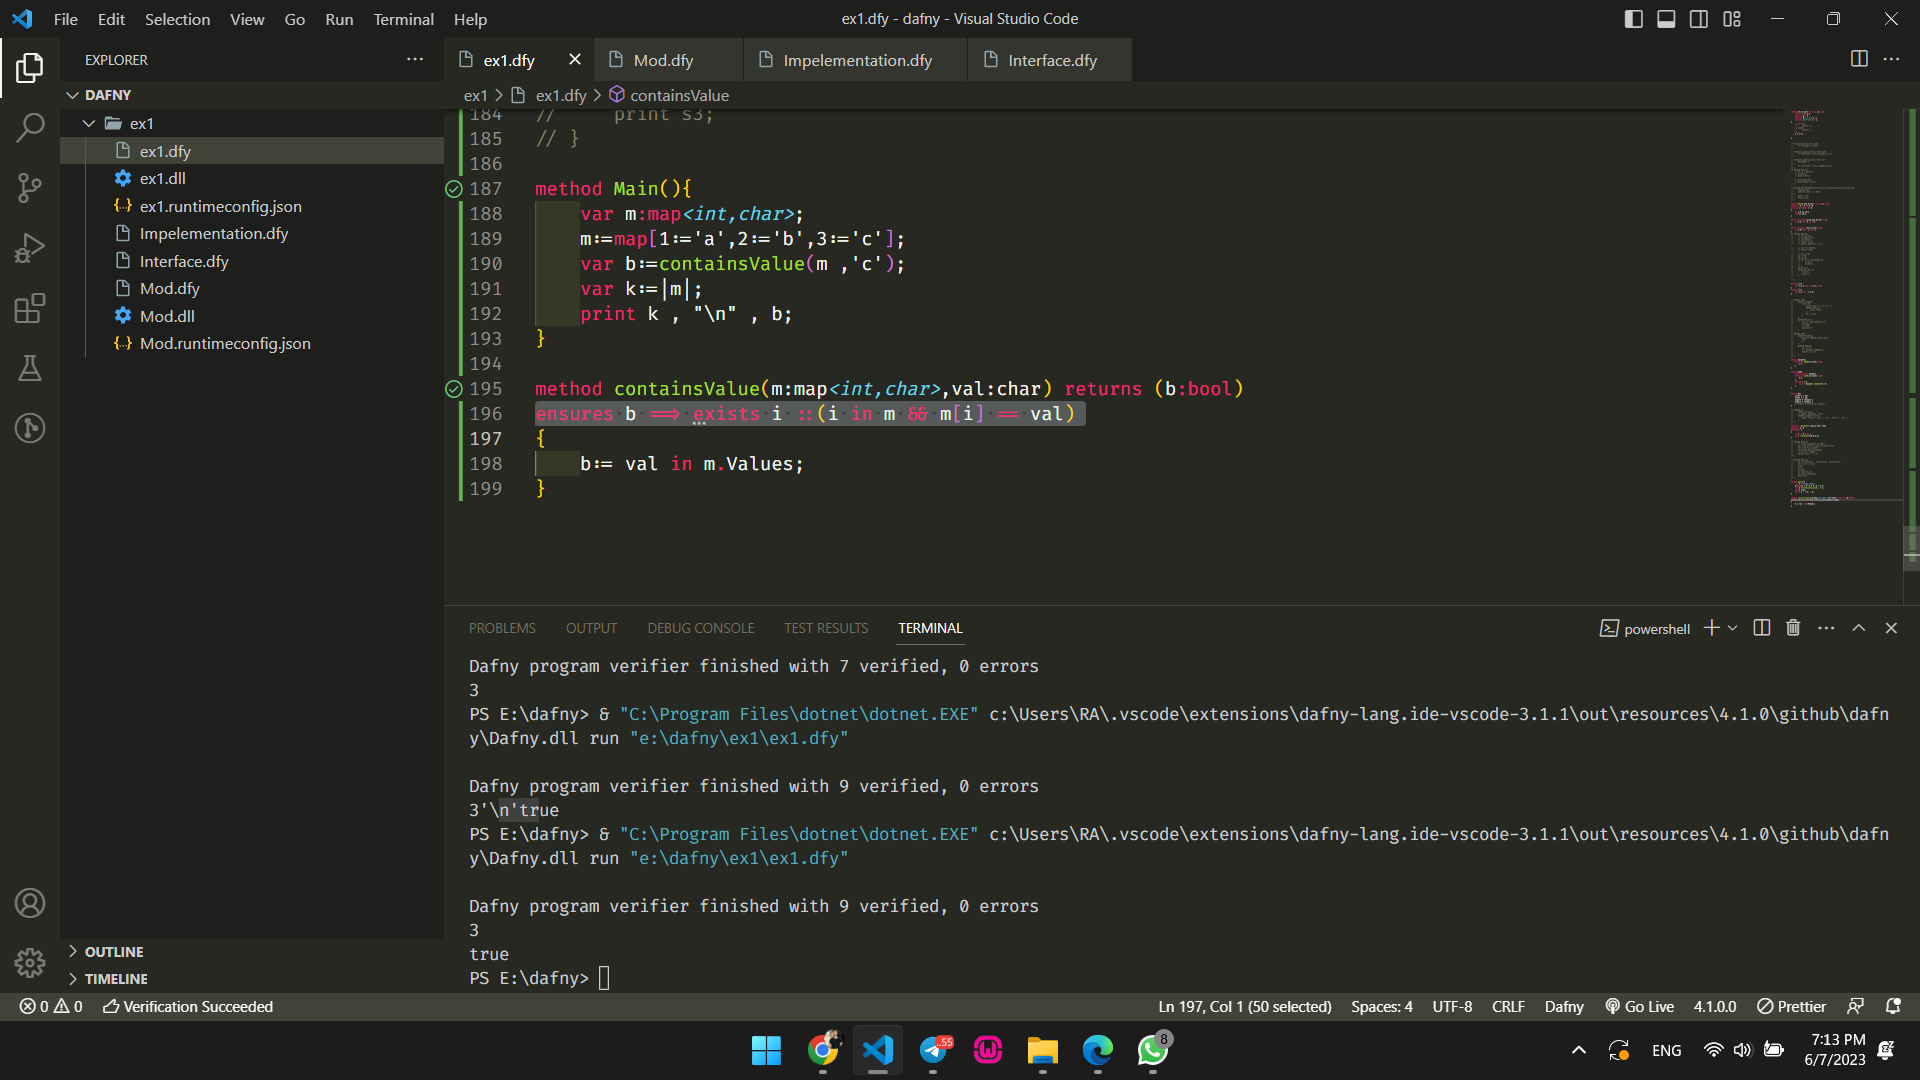 File Edit Selection View Go Run Terminal Help
ex1.dfy - dafny - Visual Studio Code
EXPLORER
ex1.dfy
Mod.dfy
Impelementation.dfy
Interface.dfy
DAFNY
ex1
ex1.dfy
ex1.dll
ex1.runtimeconfig.json
Impelementation.dfy
Interface.dfy
Mod.dfy
Mod.dll
Mod.runtimeconfig.json
OUTLINE
TIMELINE
ex1 > ex1.dfy > containsValue
184 // print s3;
185 // }
186
187 method Main(){
188 var m:map<int,char>;
189 m:=map[1:='a',2:='b',3:='c'];
190 var b:=containsValue(m ,'c');
191 var k:=|m|;
192 print k , "\n" , b;
193 }
194
195 method containsValue(m:map<int,char>,val:char) returns (b:bool)
196 ensures b ==> exists i ::(i in m && m[i] == val)
197 {
198 b:= val in m.Values;
199 }
PROBLEMS OUTPUT DEBUG CONSOLE TEST RESULTS TERMINAL
powershell
Dafny program verifier finished with 7 verified, 0 errors
3
PS E:\dafny> & "C:\Program Files\dotnet\dotnet.EXE" c:\Users\RA\.vscode\extensions\dafny-lang.ide-vscode-3.1.1\out\resources\4.1.0\github\dafn
y\Dafny.dll run "e:\dafny\ex1\ex1.dfy"
Dafny program verifier finished with 9 verified, 0 errors
3'\n'true
PS E:\dafny> & "C:\Program Files\dotnet\dotnet.EXE" c:\Users\RA\.vscode\extensions\dafny-lang.ide-vscode-3.1.1\out\resources\4.1.0\github\dafn
y\Dafny.dll run "e:\dafny\ex1\ex1.dfy"
Dafny program verifier finished with 9 verified, 0 errors
3
true
PS E:\dafny>
0 0 Verification Succeeded
Ln 197, Col 1 (50 selected) Spaces: 4 UTF-8 CRLF Dafny Go Live 4.1.0.0 Prettier
..55
8
ENG
7:13 PM
6/7/2023